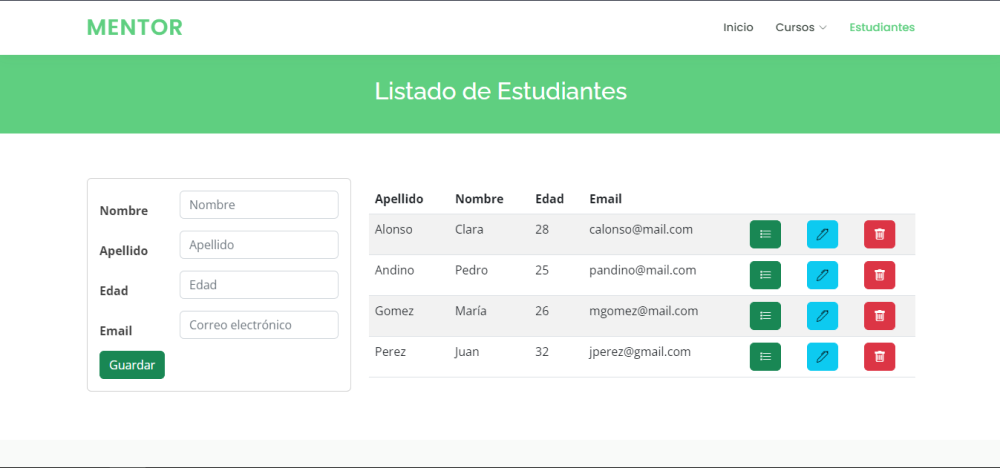 MENTOR
Inicio Cursos Estudiantes
Listado de Estudiantes
Nombre Nombre
Apellido Apellido
Edad Edad
Email Correo electrónico
Guardar
Apellido Nombre Edad Email
Alonso Clara 28 calonso@mail.com
Andino Pedro 25 pandino@mail.com
Gomez María 26 mgomez@mail.com
Perez Juan 32 jperez@gmail.com